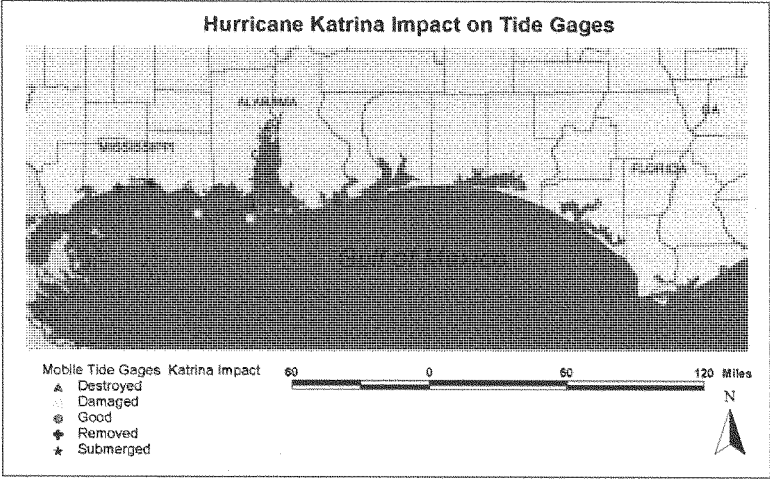 Hurricane Katrina Impact on Tide Gages
ALABAMA
GA
MISSISSIPPI
FLORIDA
Gulf of Mexico
Mobile Tide Gages Katrina Impact
Destroyed
Damaged
Good
Removed
Submerged
60 0 60 120 Miles
N